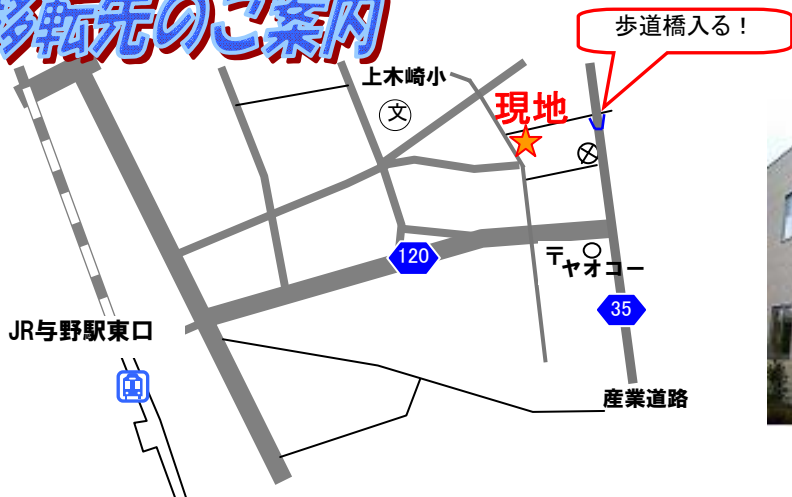 移転先のご案内
歩道橋入る！
上木崎小
文
現地
120
〒
ヤオコー
35
JR与野駅東口
産業道路